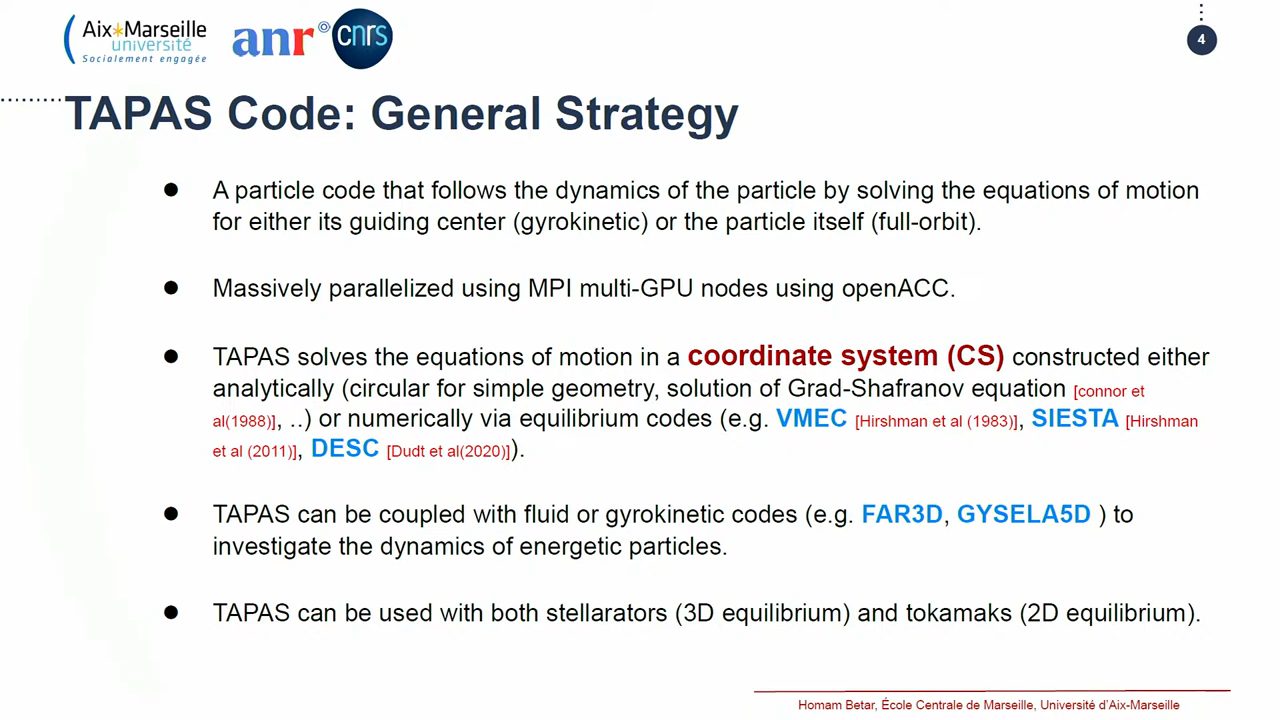 Aix*Marseille
université
Socialement engagée
anr
cnrs
4
TAPAS Code: General Strategy
● A particle code that follows the dynamics of the particle by solving the equations of motion
for either its guiding center (gyrokinetic) or the particle itself (full-orbit).
● Massively parallelized using MPI multi-GPU nodes using openACC.
● TAPAS solves the equations of motion in a coordinate system (CS) constructed either
analytically (circular for simple geometry, solution of Grad-Shafranov equation [connor et
al(1988)], ..) or numerically via equilibrium codes (e.g. VMEC [Hirshman et al (1983)], SIESTA [Hirshman
et al (2011)], DESC [Dudt et al(2020)]).
● TAPAS can be coupled with fluid or gyrokinetic codes (e.g. FAR3D, GYSELA5D ) to
investigate the dynamics of energetic particles.
● TAPAS can be used with both stellarators (3D equilibrium) and tokamaks (2D equilibrium).
Homam Betar, École Centrale de Marseille, Université d'Aix-Marseille